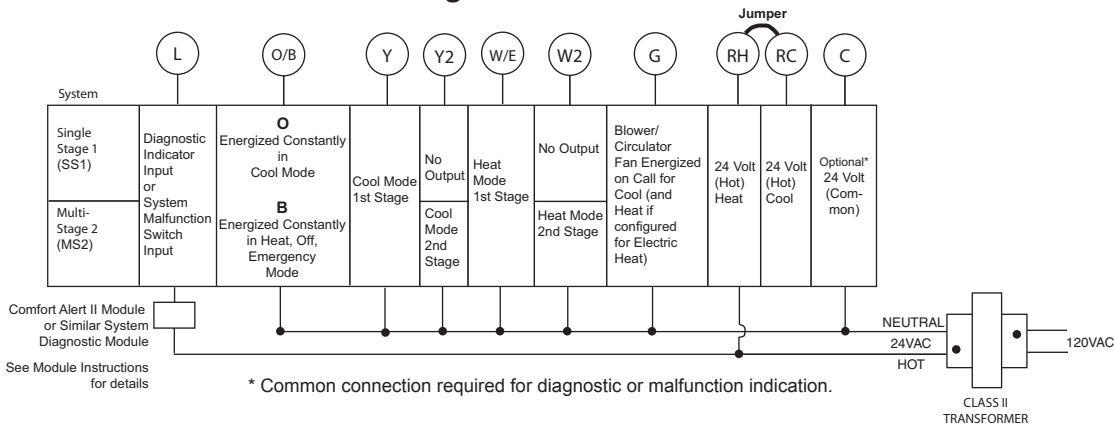 Jumper
L
O/B
Y
Y2
W/E
W2
G
RH
RC
C
System
Single
Stage 1
(SS1)
Multi-
Stage 2
(MS2)
Diagnostic
Indicator
Input
or
System
Malfunction
Switch
Input
O
Energized Constantly
in
Cool Mode
B
Energized Constantly
in Heat, Off,
Emergency
Mode
Cool Mode
1st Stage
No
Output
Cool
Mode
2nd
Stage
Heat
Mode
1st Stage
No Output
Heat Mode
2nd Stage
Blower/
Circulator
Fan Energized
on Call for
Cool (and
Heat if
configured
for Electric
Heat)
24 Volt
(Hot)
Heat
24 Volt
(Hot)
Cool
Optional*
24 Volt
(Com-
mon)
Comfort Alert II Module
or Similar System
Diagnostic Module
See Module Instructions
for details
NEUTRAL
24VAC
HOT
120VAC
CLASS II
TRANSFORMER
* Common connection required for diagnostic or malfunction indication.